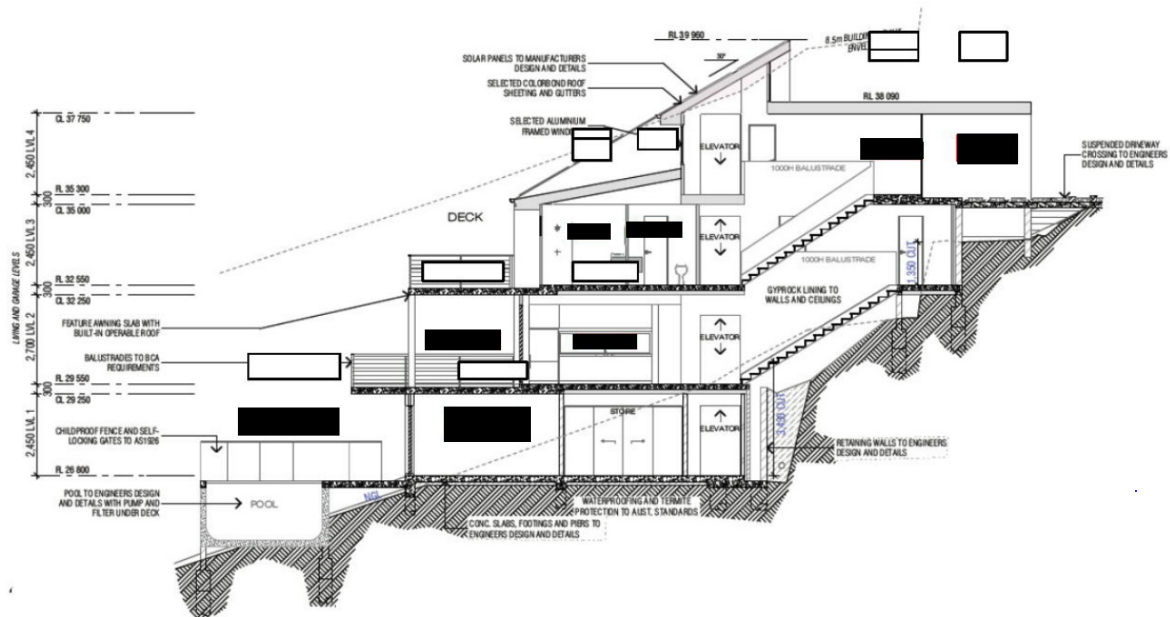 RL 39 960
8.5m BUILDING
ENVEL
SOLAR PANELS TO MANUFACTURERS
DESIGN AND DETAILS
SELECTED COLORBOND ROOF
SHEETING AND GUTTERS
SELECTED ALUMINIUM
FRAMED WINDO
30°
RL 38 090
CL 37 750
2,450 LVL 4
RL 35 300
300
CL 35 000
2,450 LVL 3
RL 32 550
300
CL 32 250
2,700 LVL 2
RL 29 550
300
CL 29 250
2,450 LVL 1
RL 26 800
LIVING AND GARAGE LEVELS
ELEVATOR
1000H BALUSTRADE
SUSPENDED DRIVEWAY
CROSSING TO ENGINEERS
DESIGN AND DETAILS
DECK
ELEVATOR
1000H BALUSTRADE
1,350 CUT
GYPROCK LINING TO
WALLS AND CEILINGS
FEATURE AWNING SLAB WITH
BUILT-IN OPERABLE ROOF
ELEVATOR
BALUSTRADES TO BCA
REQUIREMENTS
STORE
ELEVATOR
CUT
CHILDPROOF FENCE AND SELF-
LOCKING GATES TO AS1926
RETAINING WALLS TO ENGINEERS
DESIGN AND DETAILS
POOL TO ENGINEERS DESIGN
AND DETAILS WITH PUMP AND
FILTER UNDER DECK
POOL
NGL
WATERPROOFING AND TERMITE
PROTECTION TO AUST. STANDARDS
CONC. SLABS, FOOTINGS AND PIERS TO
ENGINEERS DESIGN AND DETAILS